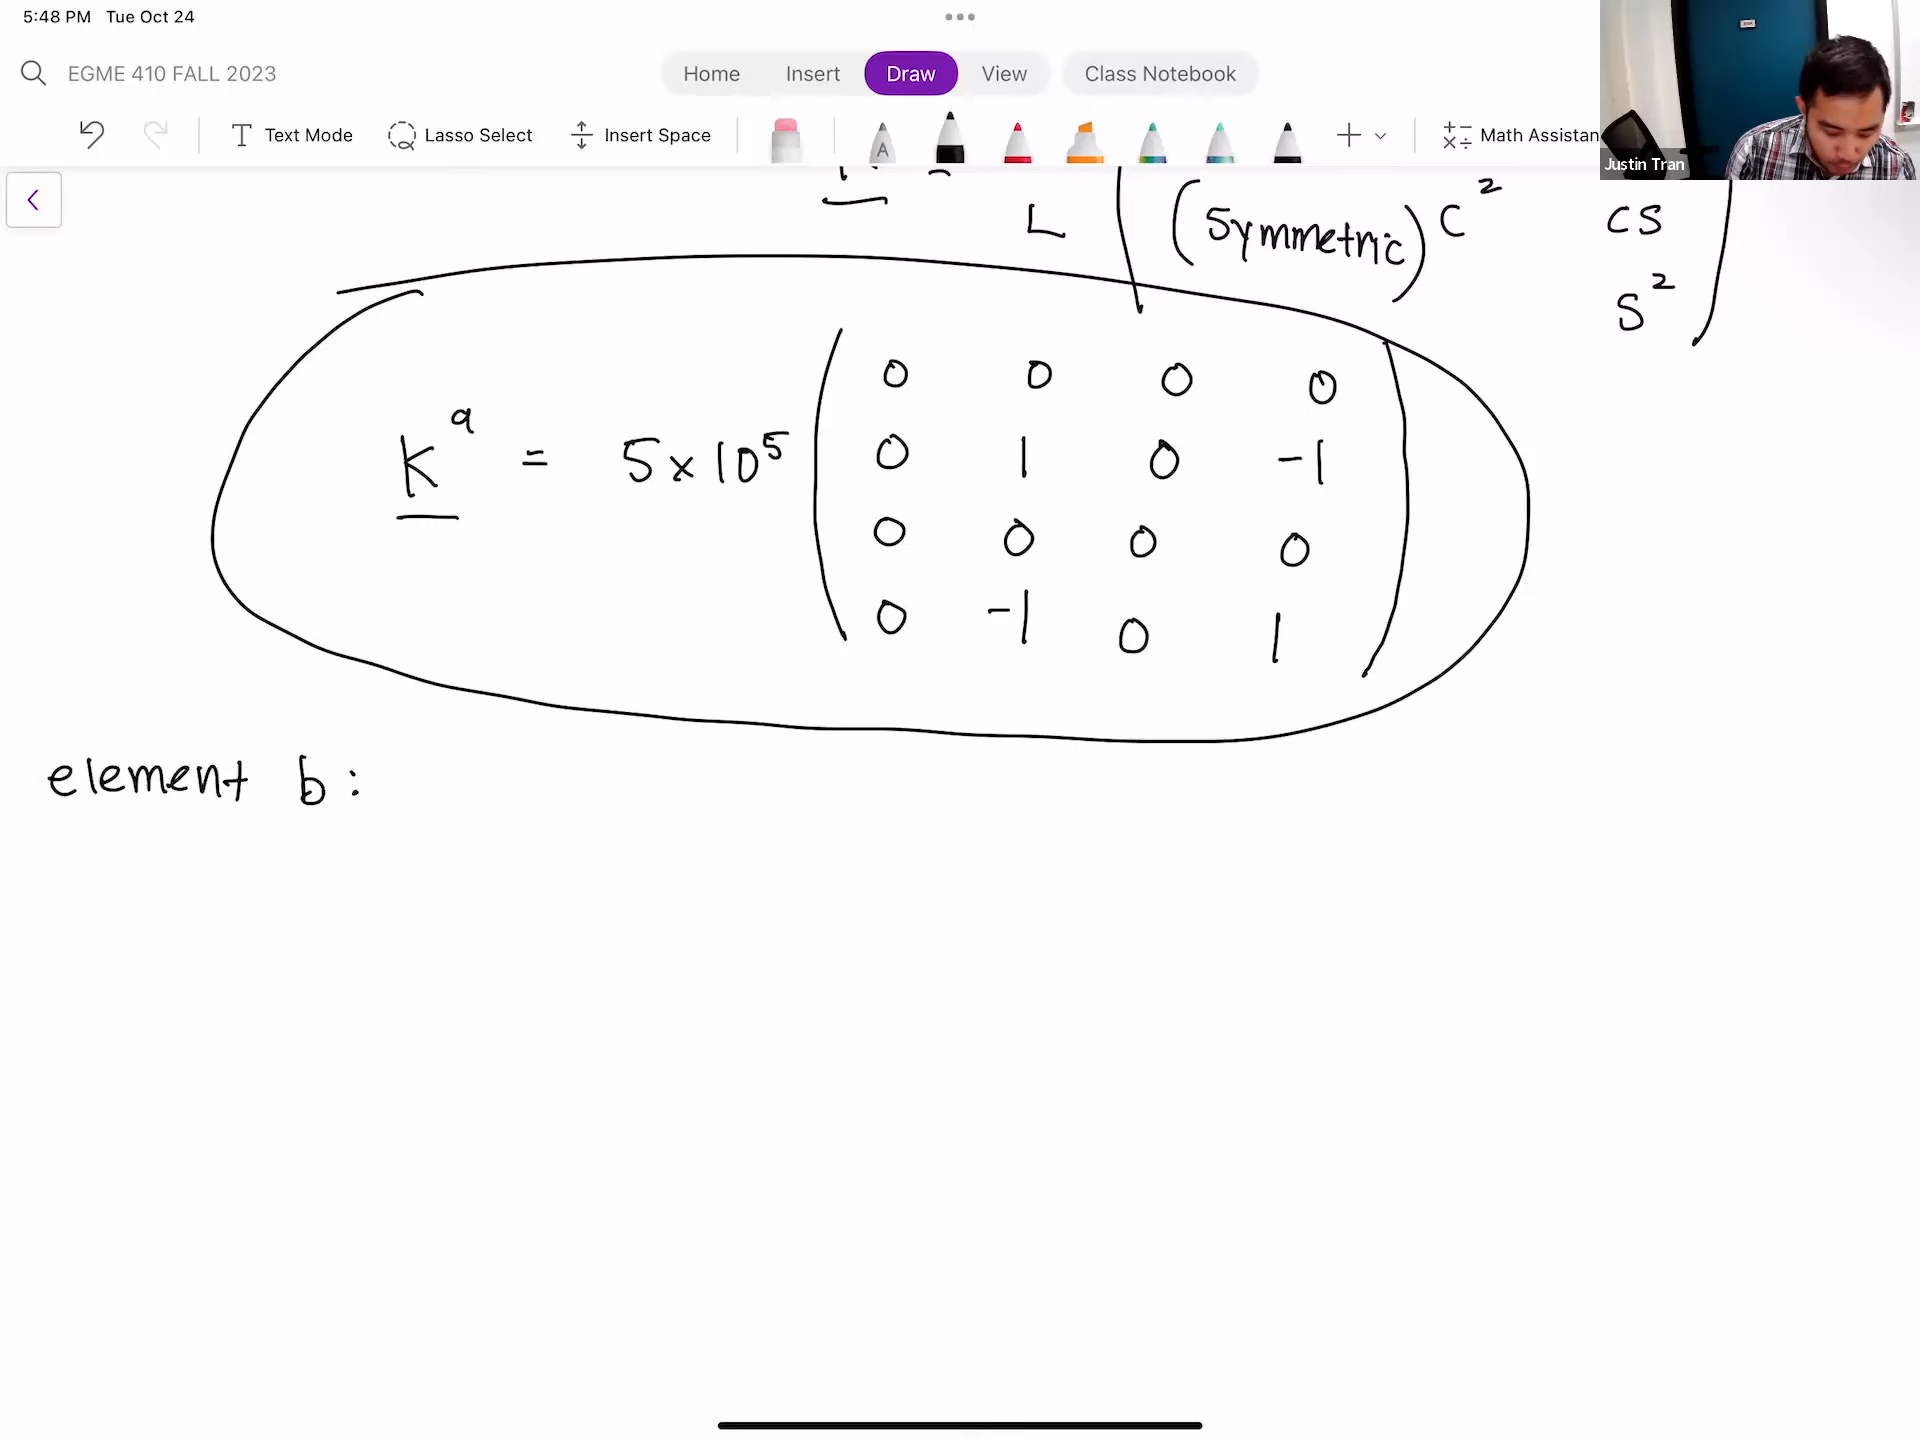 5:48 PM Tue Oct 24
EGME 410 FALL 2023
Home Insert Draw View Class Notebook
Text Mode Lasso Select Insert Space Math Assistan
A
Justin Tran
L (Symmetric) C² CS
S²
K^a = 5x10⁵
0 0 0 0
0 1 0 -1
0 0 0 0
0 -1 0 1
element b: